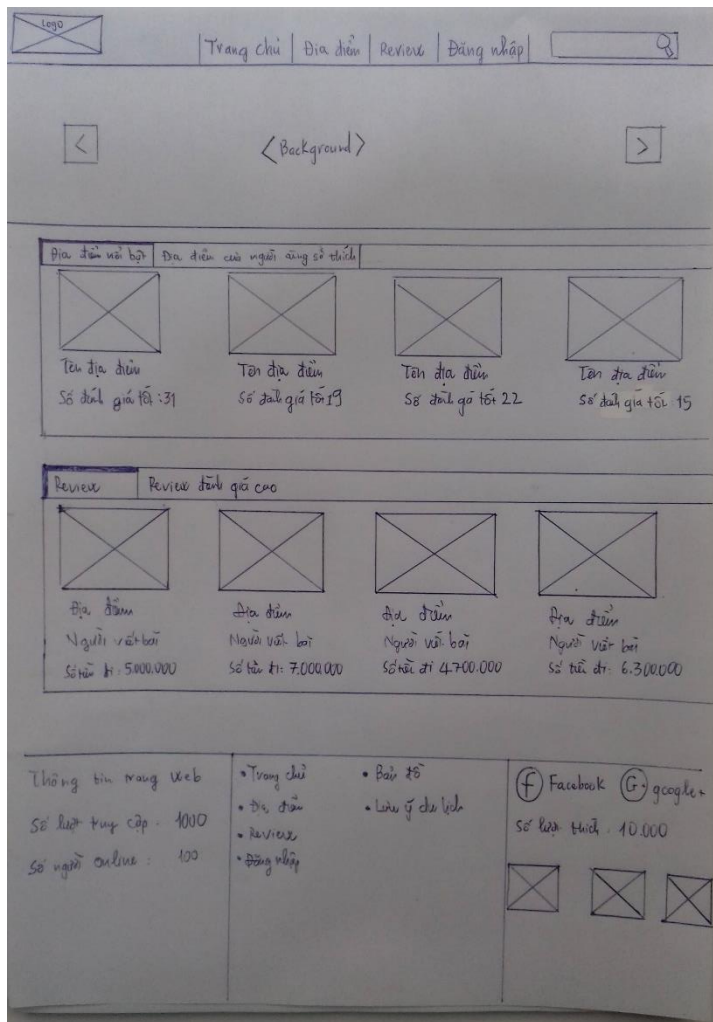 Logo
Trang chủ | Địa điểm | Review | Đăng nhập
<Background>
< >
Địa điểm nổi bật | Địa điểm của người cùng sở thích
Tên địa điểm Tên địa điểm Tên địa điểm Tên địa điểm
Số đánh giá tốt : 31 Số đánh giá tốt 19 Số đánh giá tốt 22 Số đánh giá tốt 15
Review | Review đánh giá cao
Địa điểm Địa điểm Địa điểm Địa điểm
Người viết bài Người viết bài Người viết bài Người viết bài
Số tiền đi : 5.000.000 Số tiền đi : 7.000.000 Số tiền đi 4.700.000 Số tiền đi : 6.300.000
Thông tin trang Web
Số lượt truy cập : 1000
Số người online : 100
• Trang chủ
• Địa điểm
• Review
• Đăng nhập
• Bản đồ
• Lưu ý du lịch
f Facebook G+ google+
Số lượt thích : 10.000